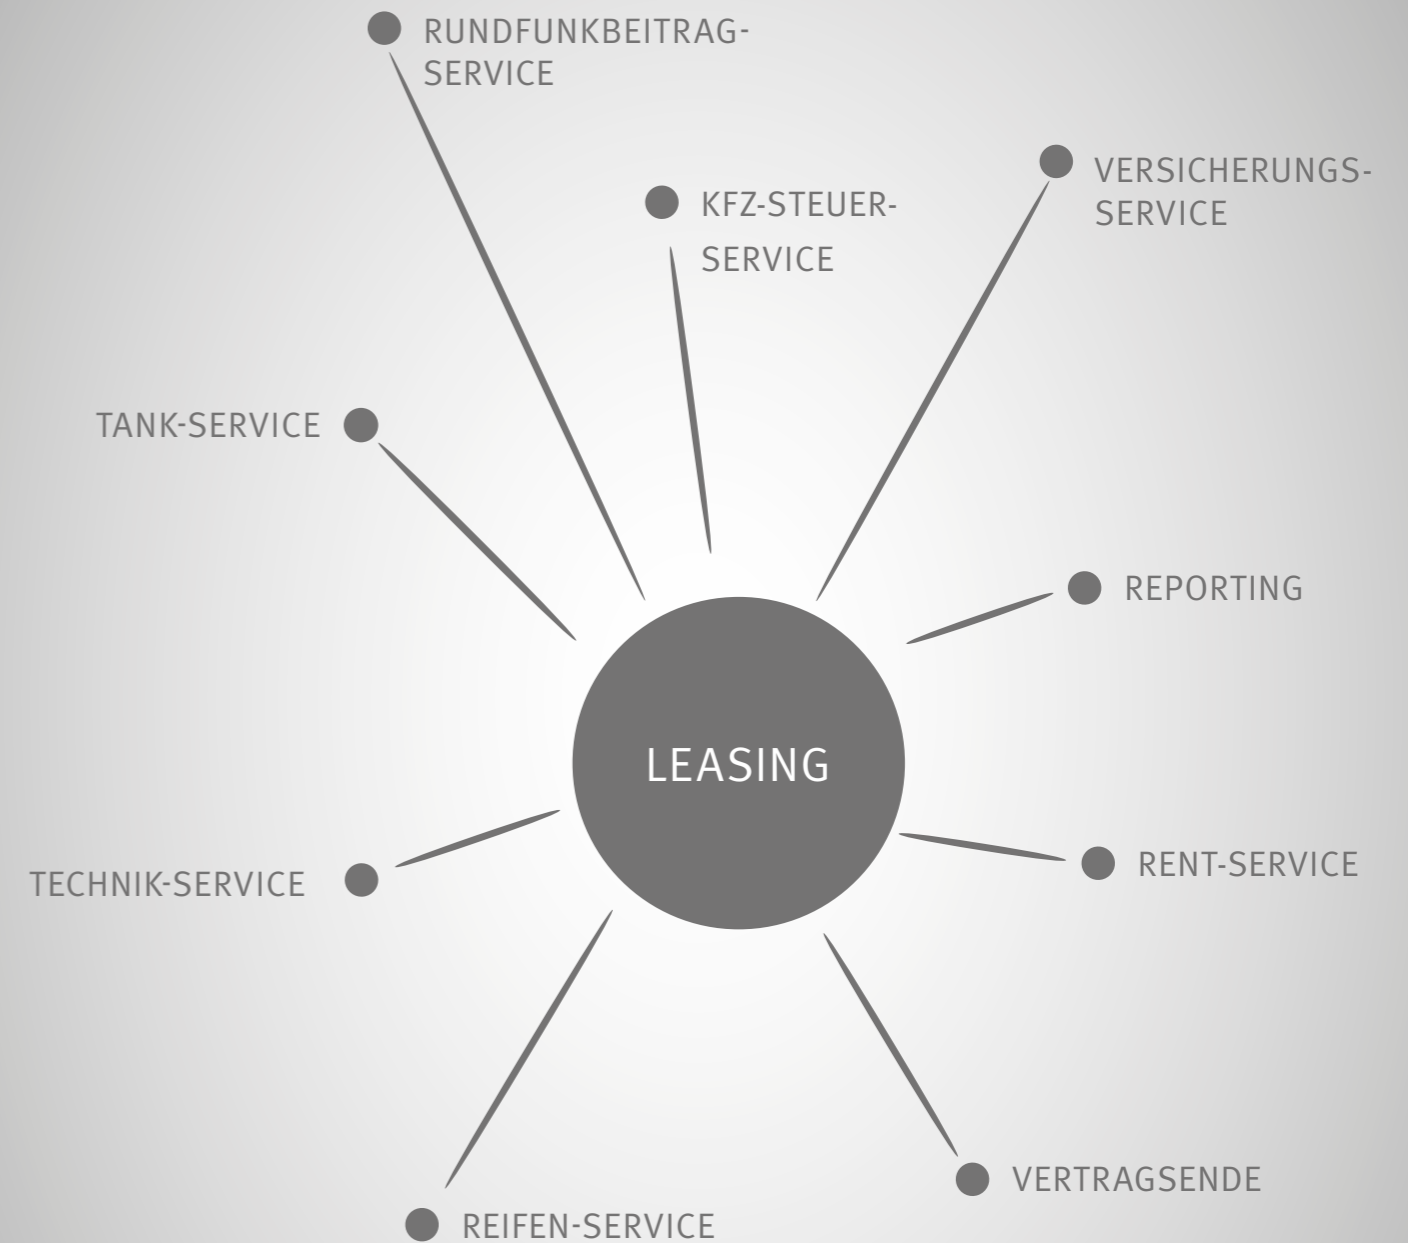 RUNDFUNKBEITRAG-
SERVICE
VERSICHERUNGS-
SERVICE
KFZ-STEUER-
SERVICE
TANK-SERVICE
REPORTING
LEASING
TECHNIK-SERVICE
RENT-SERVICE
VERTRAGSENDE
REIFEN-SERVICE